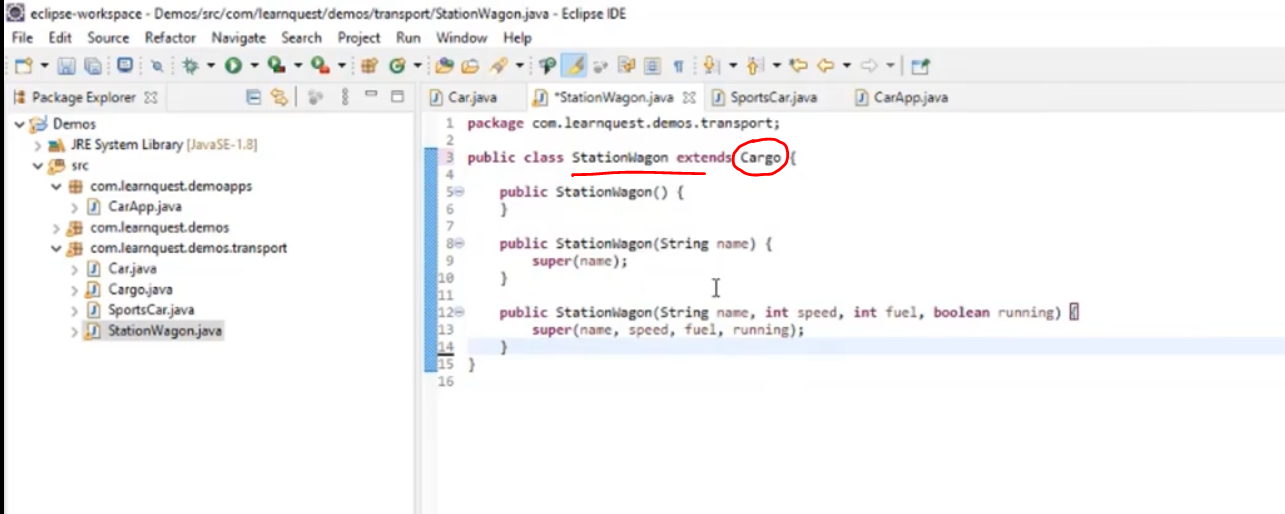 eclipse-workspace - Demos/src/com/learnquest/demos/transport/StationWagon.java - Eclipse IDE
File Edit Source Refactor Navigate Search Project Run Window Help
Package Explorer
Car.java *StationWagon.java SportsCar.java CarApp.java
Demos
JRE System Library [JavaSE-1.8]
src
com.learnquest.demoapps
CarApp.java
com.learnquest.demos
com.learnquest.demos.transport
Car.java
Cargo.java
SportsCar.java
StationWagon.java
1 package com.learnquest.demos.transport;
2
3 public class StationWagon extends Cargo {
4
5 public StationWagon() {
6 }
7
8 public StationWagon(String name) {
9 super(name);
10 }
11
12 public StationWagon(String name, int speed, int fuel, boolean running) {
13 super(name, speed, fuel, running);
14 }
15 }
16